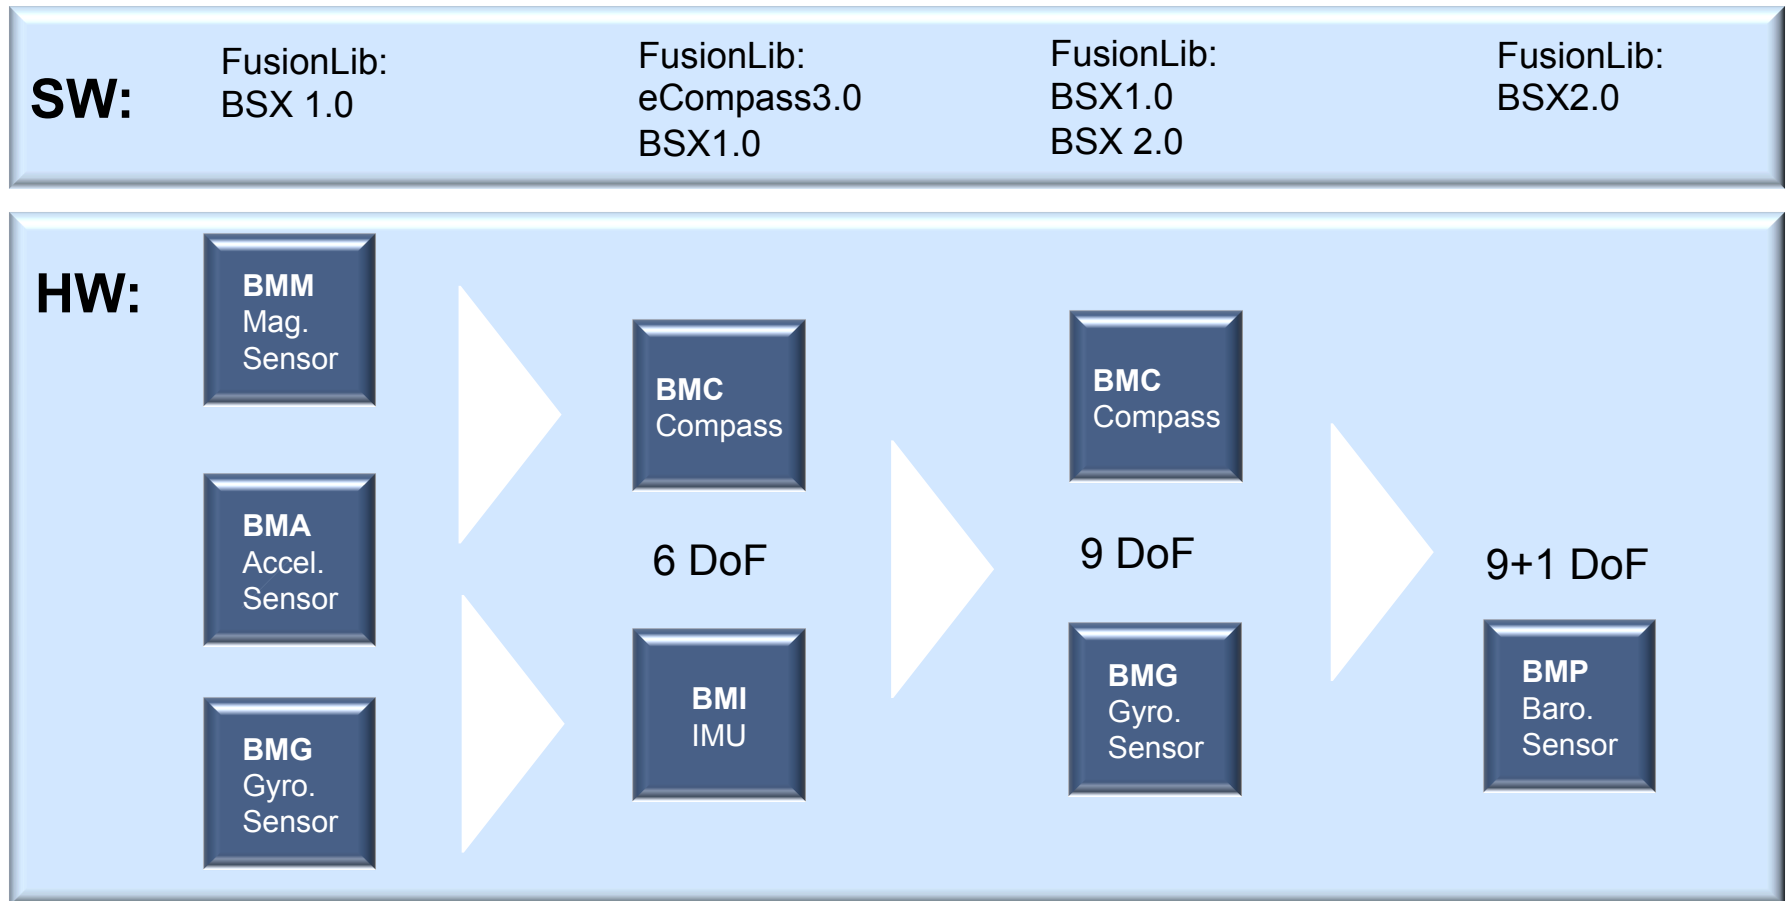 SW:
FusionLib:
BSX 1.0
FusionLib:
eCompass3.0
BSX1.0
FusionLib:
BSX1.0
BSX 2.0
FusionLib:
BSX2.0
HW:
BMM
Mag.
Sensor
BMA
Accel.
Sensor
BMG
Gyro.
Sensor
BMC
Compass
6 DoF
BMI
IMU
BMC
Compass
9 DoF
BMG
Gyro.
Sensor
9+1 DoF
BMP
Baro.
Sensor